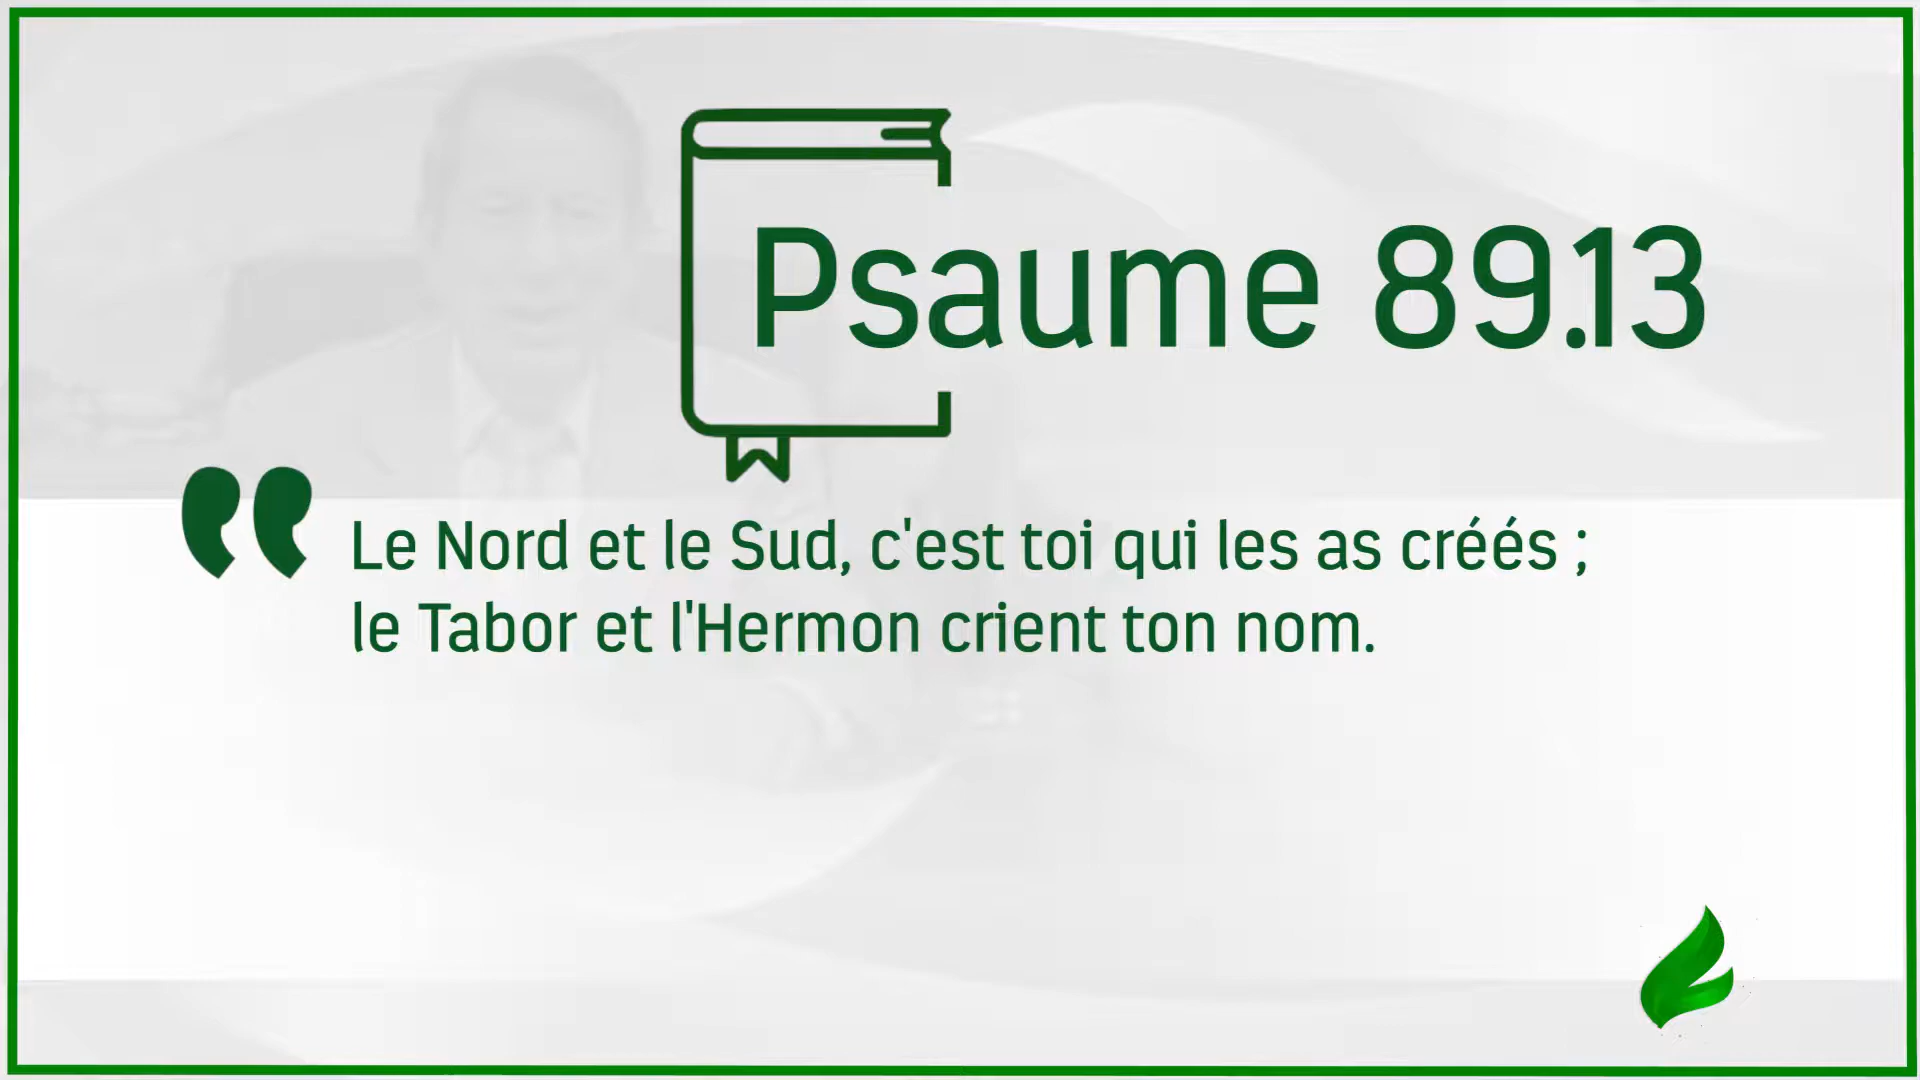 Psaume 89.13
Le Nord et le Sud, c'est toi qui les as créés ;
le Tabor et l'Hermon crient ton nom.